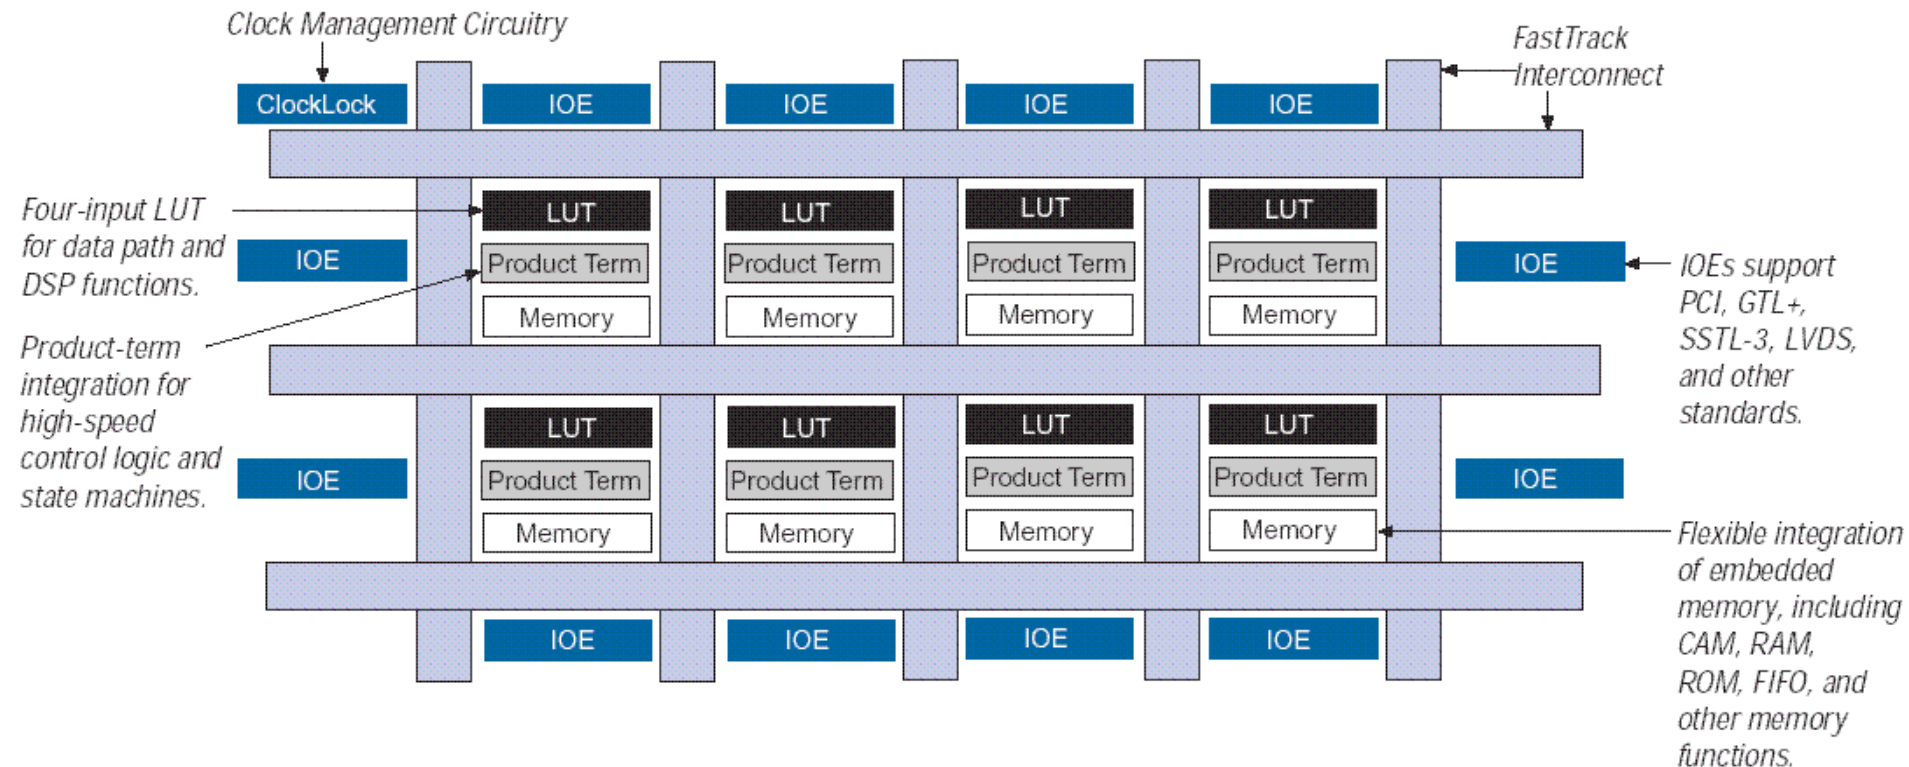 Clock Management Circuitry
FastTrack
Interconnect
ClockLock
IOE
IOE
IOE
IOE
Four-input LUT
for data path and
DSP functions.
LUT
LUT
LUT
LUT
IOE
Product Term
Product Term
Product Term
Product Term
IOE
IOEs support
PCI, GTL+,
SSTL-3, LVDS,
and other
standards.
Memory
Memory
Memory
Memory
Product-term
integration for
high-speed
control logic and
state machines.
LUT
LUT
LUT
LUT
IOE
Product Term
Product Term
Product Term
Product Term
IOE
Memory
Memory
Memory
Memory
Flexible integration
of embedded
memory, including
CAM, RAM,
ROM, FIFO, and
other memory
functions.
IOE
IOE
IOE
IOE